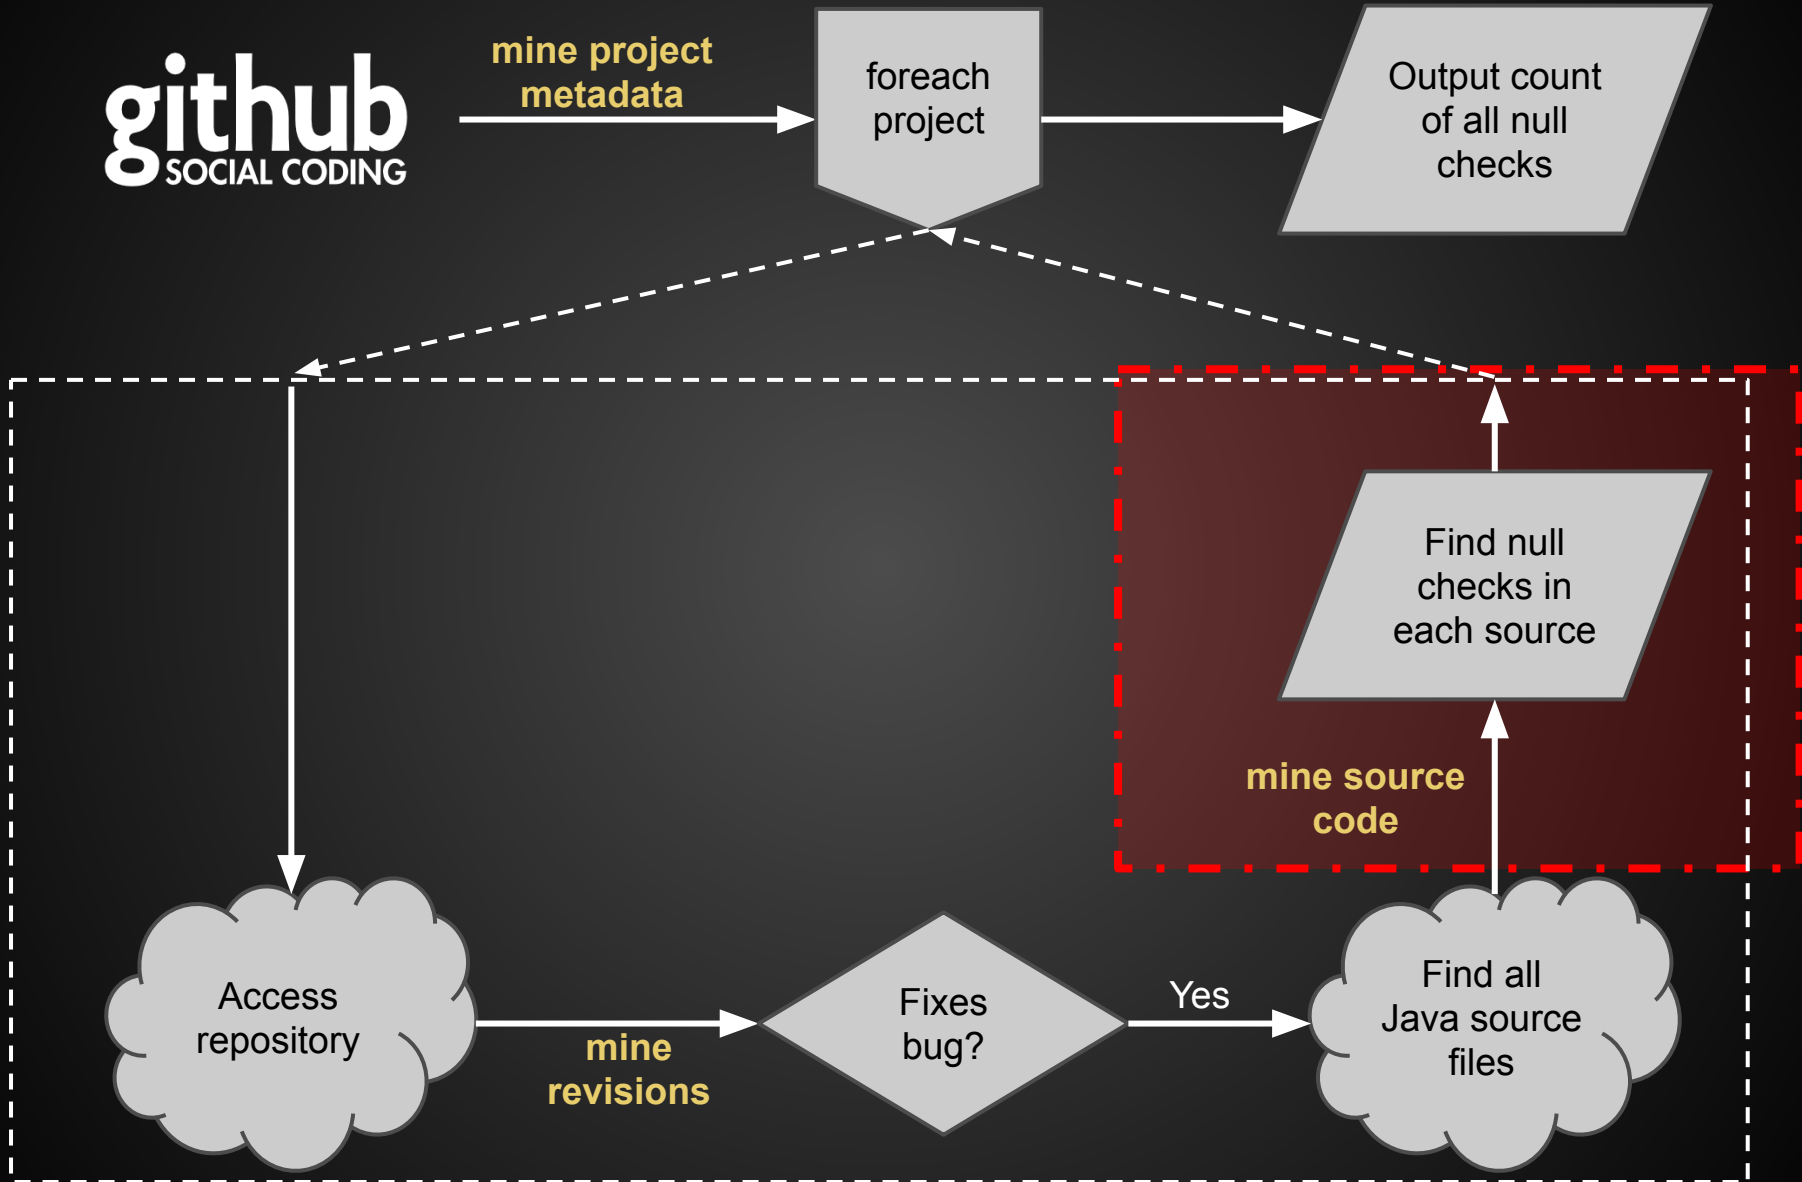 github
SOCIAL CODING
mine project
metadata
foreach
project
Output count
of all null
checks
Find null
checks in
each source
mine source
code
Access
repository
mine
revisions
Fixes
bug?
Yes
Find all
Java source
files